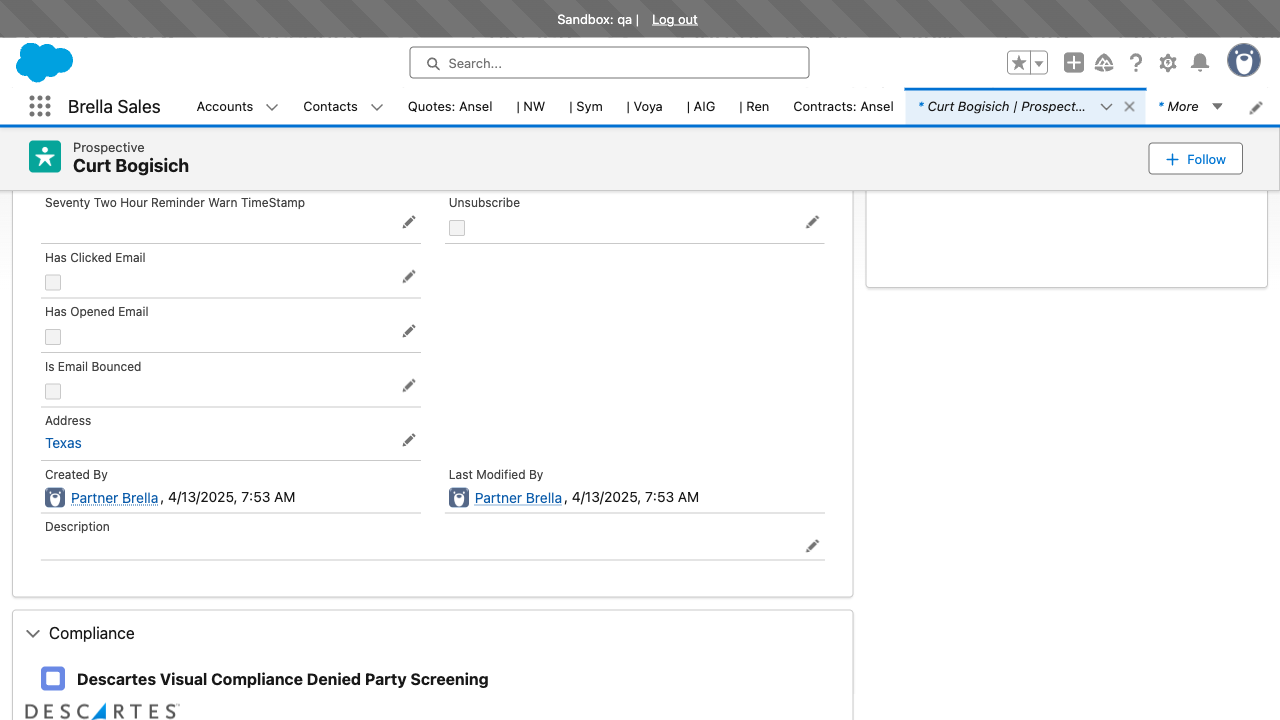 Sandbox: qa | Log out
Search...
Brella Sales
Accounts
Contacts
Quotes: Ansel
| NW
| Sym
| Voya
| AIG
| Ren
Contracts: Ansel
* Curt Bogisich | Prospect...
* More
Prospective
Curt Bogisich
Follow
Seventy Two Hour Reminder Warn TimeStamp
Unsubscribe
Has Clicked Email
Has Opened Email
Is Email Bounced
Address
Texas
Created By
Partner Brella, 4/13/2025, 7:53 AM
Last Modified By
Partner Brella, 4/13/2025, 7:53 AM
Description
Compliance
Descartes Visual Compliance Denied Party Screening
DESCARTES